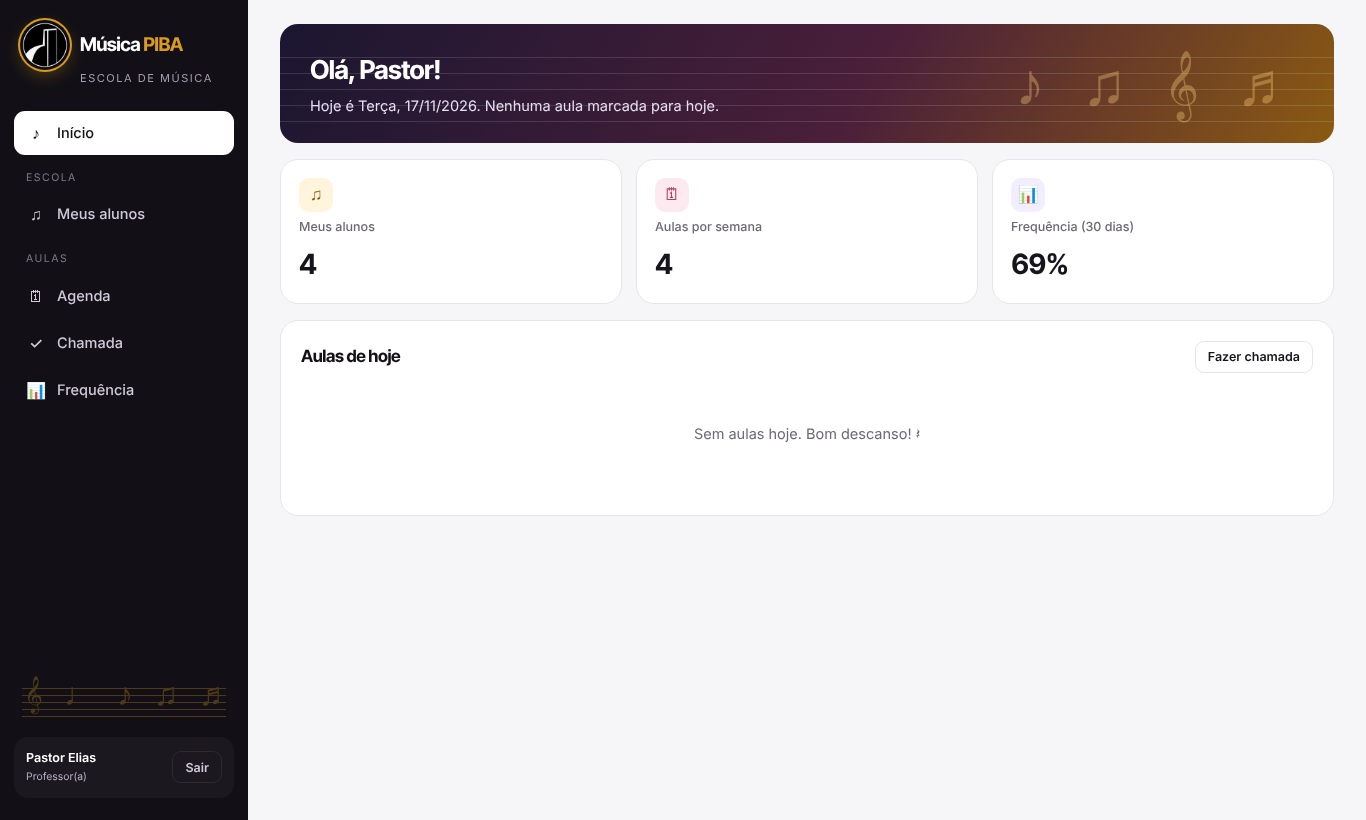 Música PIBA
ESCOLA DE MÚSICA
Início
ESCOLA
Meus alunos
AULAS
Agenda
Chamada
Frequência
Pastor Elias
Professor(a)
Sair
Olá, Pastor!
Hoje é Terça, 17/11/2026. Nenhuma aula marcada para hoje.
Meus alunos
4
Aulas por semana
4
Frequência (30 dias)
69%
Aulas de hoje
Fazer chamada
Sem aulas hoje. Bom descanso!